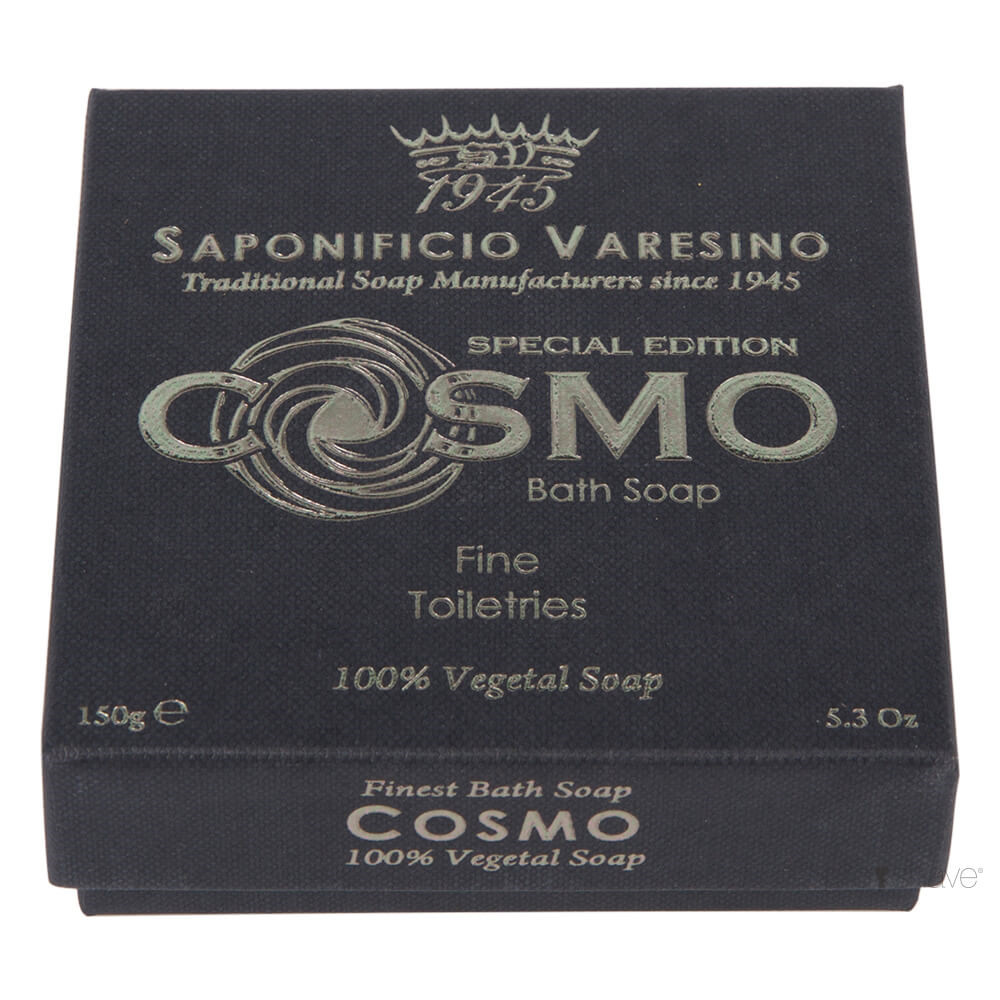 1945
SAPONIFICIO VARESINO
Traditional Soap Manufacturers since 1945
SPECIAL EDITION
COSMO
Bath Soap
Fine
Toiletries
100% Vegetal Soap
150g ℮
5.3 Oz
Finest Bath Soap
COSMO
100% Vegetal Soap